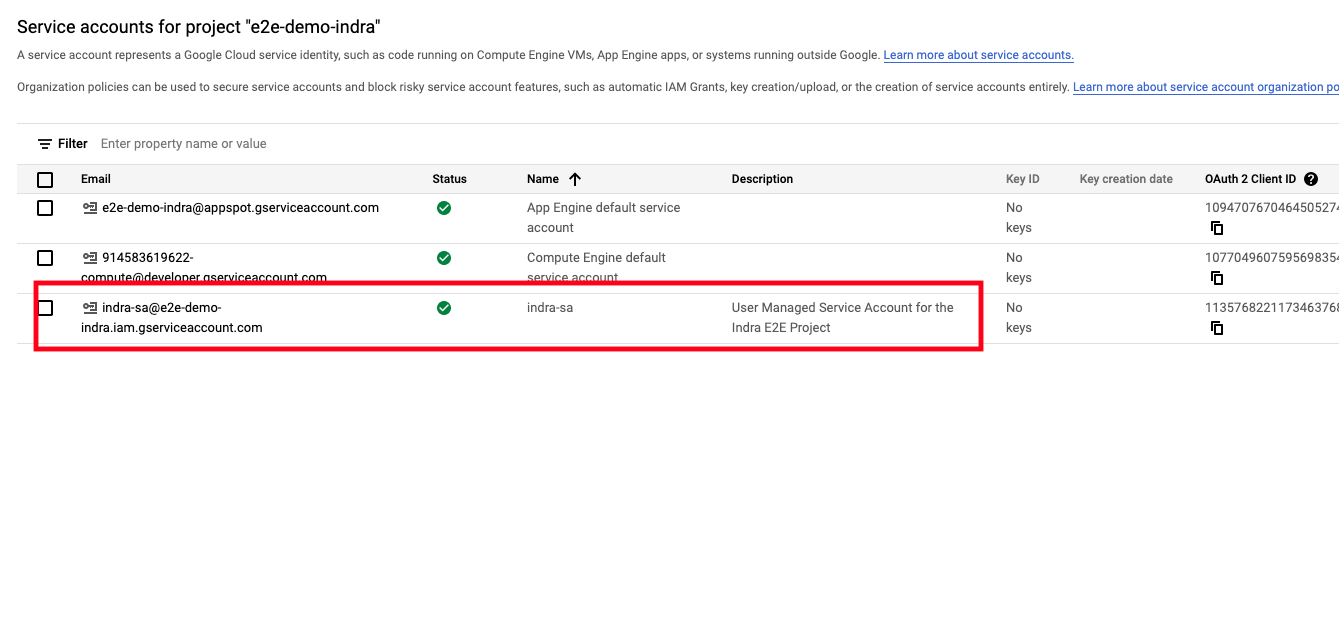 Service accounts for project "e2e-demo-indra"
A service account represents a Google Cloud service identity, such as code running on Compute Engine VMs, App Engine apps, or systems running outside Google. Learn more about service accounts.
Organization policies can be used to secure service accounts and block risky service account features, such as automatic IAM Grants, key creation/upload, or the creation of service accounts entirely. Learn more about service account organization po
Filter Enter property name or value
Email Status Name Description Key ID Key creation date OAuth 2 Client ID
e2e-demo-indra@appspot.gserviceaccount.com App Engine default service No 109470767046450527
account keys
914583619622- Compute Engine default No 107704960759569835
compute@developer.gserviceaccount.com service account keys
indra-sa@e2e-demo- indra-sa User Managed Service Account for the No 113576822117346376
indra.iam.gserviceaccount.com Indra E2E Project keys